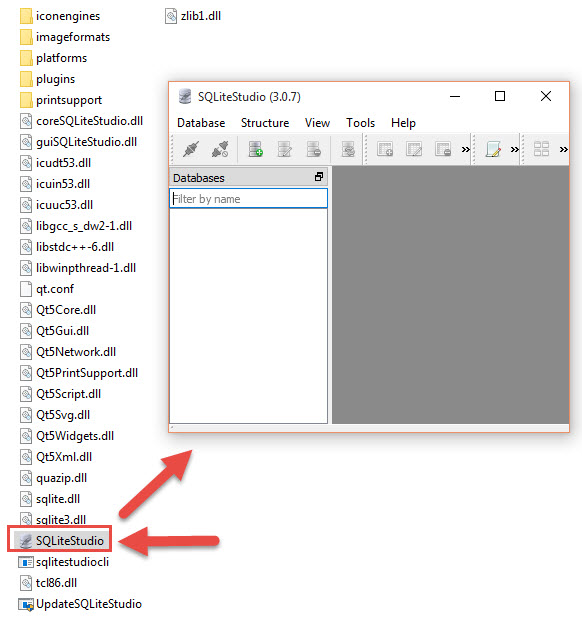 iconengines
imageformats
platforms
plugins
printsupport
coreSQLiteStudio.dll
guiSQLiteStudio.dll
icudt53.dll
icuin53.dll
icuuc53.dll
libgcc_s_dw2-1.dll
libstdc++-6.dll
libwinpthread-1.dll
qt.conf
Qt5Core.dll
Qt5Gui.dll
Qt5Network.dll
Qt5PrintSupport.dll
Qt5Script.dll
Qt5Svg.dll
Qt5Widgets.dll
Qt5Xml.dll
quazip.dll
sqlite.dll
sqlite3.dll
SQLiteStudio
sqlitestudiocli
tcl86.dll
UpdateSQLiteStudio
zlib1.dll
SQLiteStudio (3.0.7)
Database Structure View Tools Help
Databases
Filter by name